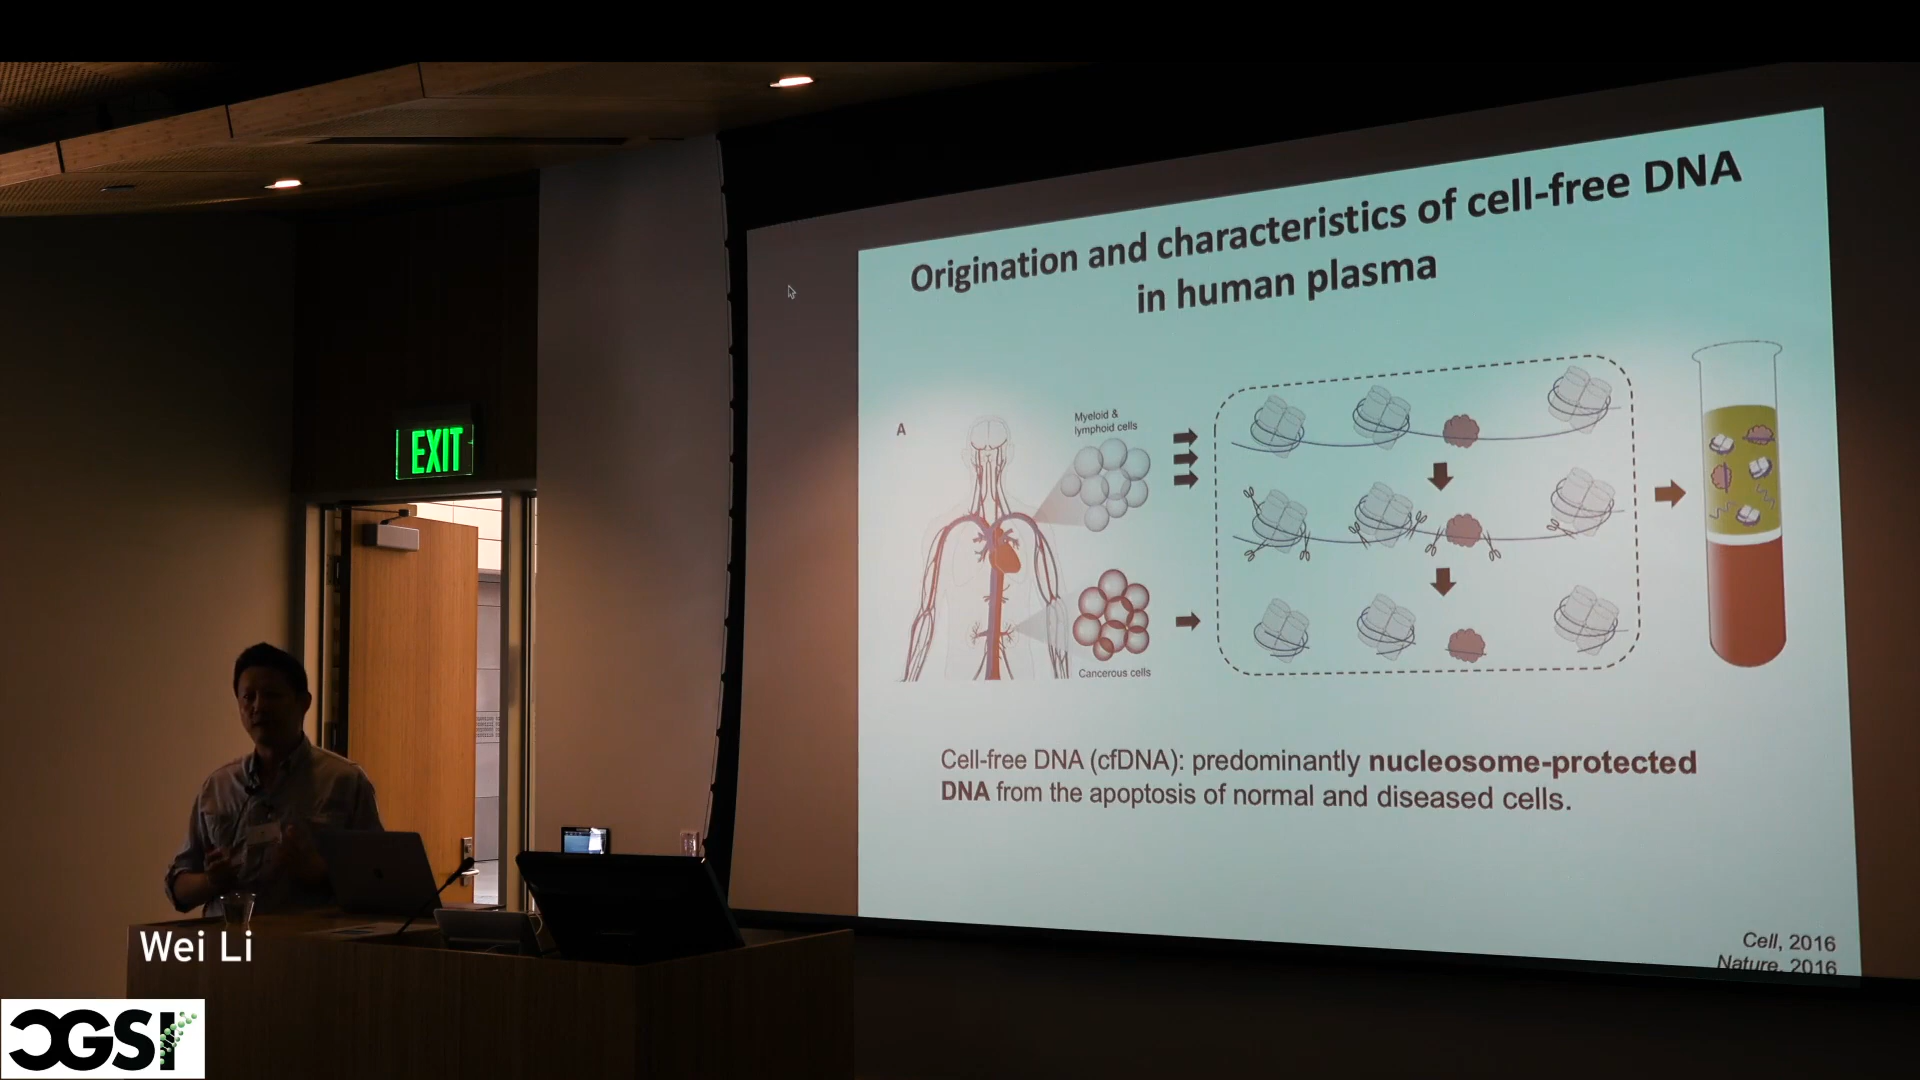 Origination and characteristics of cell-free DNA
in human plasma
A
Myeloid &
lymphoid cells
Cancerous cells
Cell-free DNA (cfDNA): predominantly nucleosome-protected
DNA from the apoptosis of normal and diseased cells.
Cell, 2016
Nature, 2016
EXIT
Wei Li
CGSI